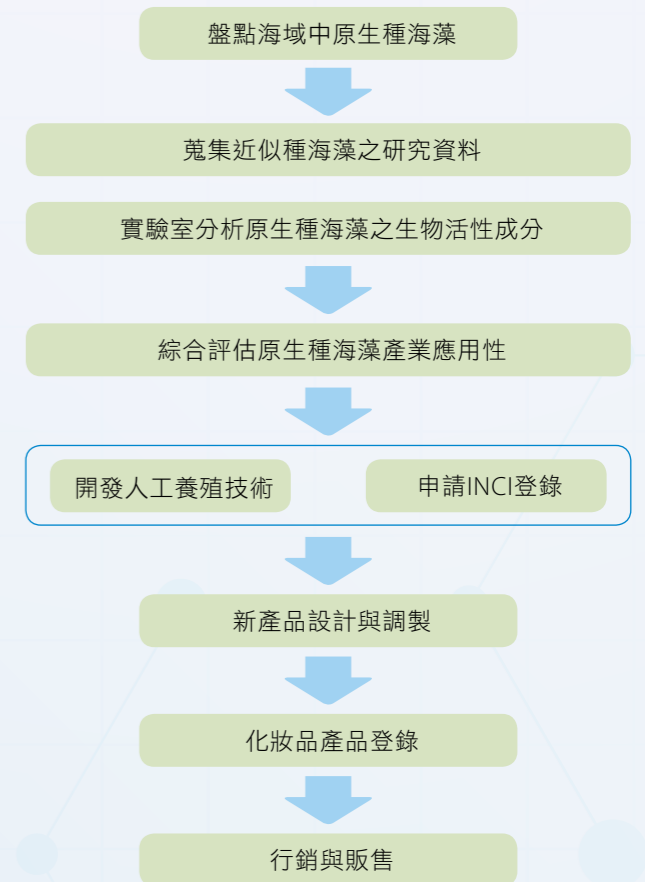 盤點海域中原生種海藻
蒐集近似種海藻之研究資料
實驗室分析原生種海藻之生物活性成分
綜合評估原生種海藻產業應用性
開發人工養殖技術
申請INCI登錄
新產品設計與調製
化妝品產品登錄
行銷與販售